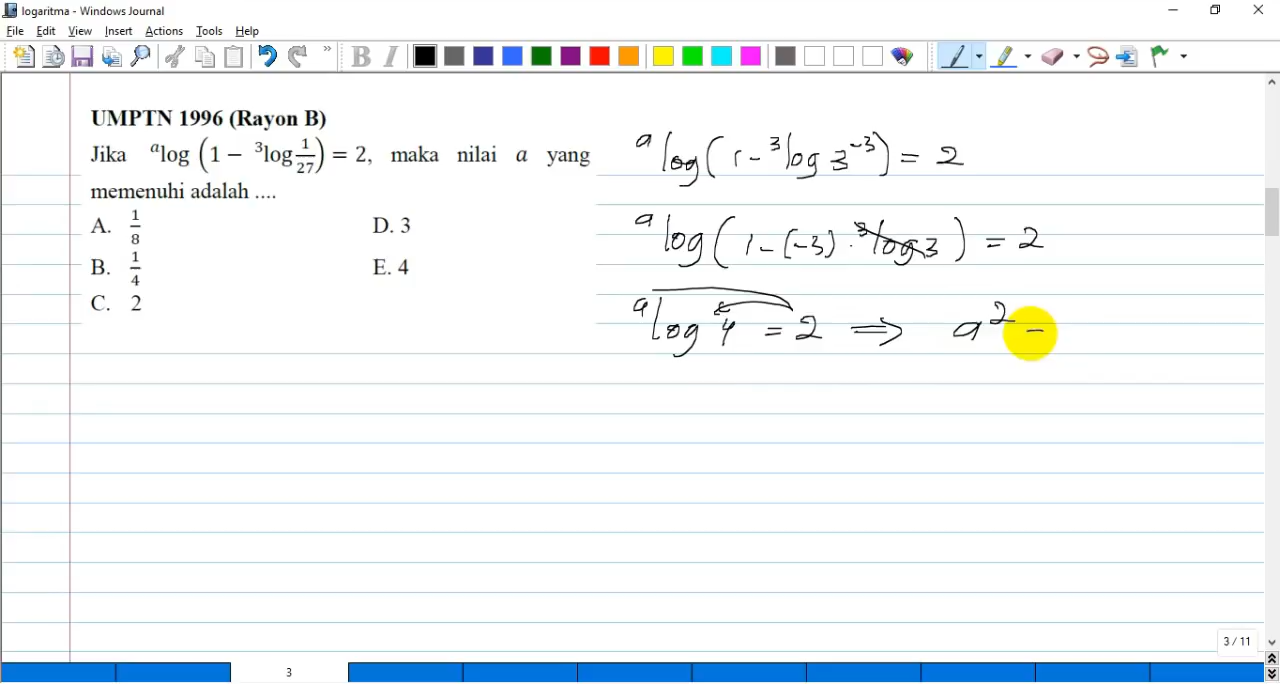 logaritma - Windows Journal
File Edit View Insert Actions Tools Help
UMPTN 1996 (Rayon B)
Jika ᵃlog (1 − ³log 1/27) = 2, maka nilai a yang
memenuhi adalah ....
A. 1/8
D. 3
B. 1/4
E. 4
C. 2
ᵃlog (1 - ³log 3⁻³) = 2
ᵃlog (1 - (-3) · ³log 3) = 2
ᵃlog 4 = 2 ⟹ a² =
3 / 11
3